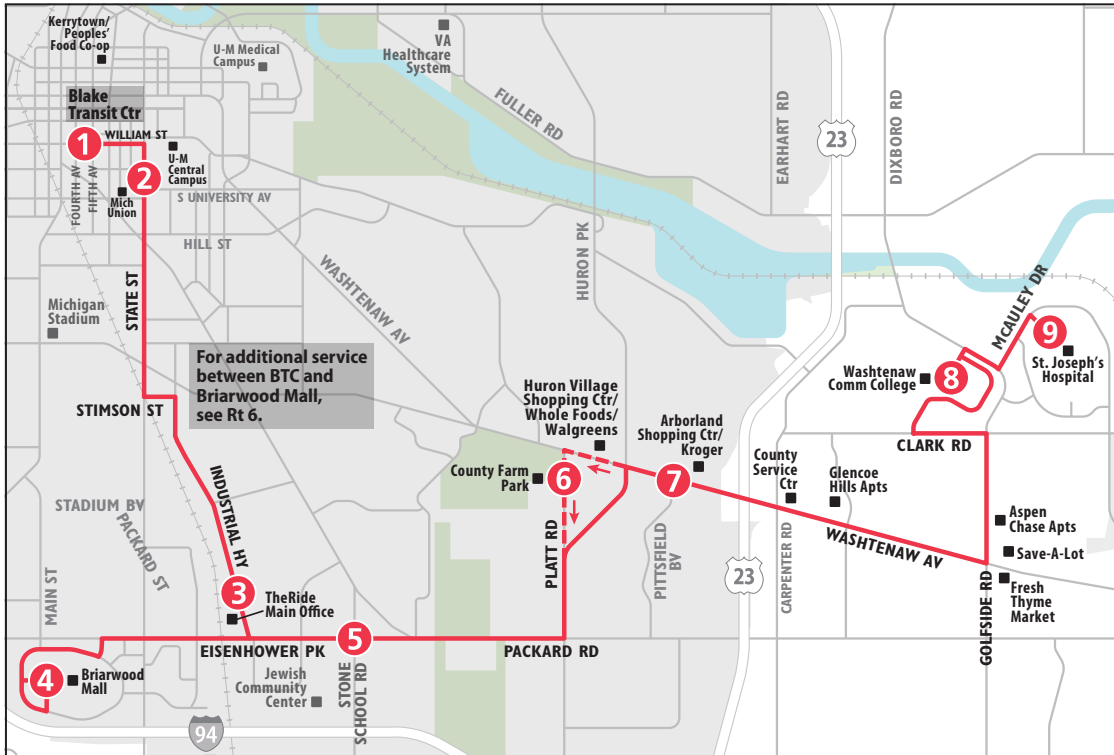 Kerrytown/
Peoples'
Food Co-op
U-M Medical
Campus
VA
Healthcare
System
Blake
Transit Ctr
1
WILLIAM ST
2
U-M
Central
Campus
FOURTH AV
FIFTH AV
Mich
Union
S UNIVERSITY AV
HILL ST
FULLER RD
EARHART RD
23
DIXBORO RD
HURON PK
WASHTENAW AV
STATE ST
Michigan
Stadium
For additional service
between BTC and
Briarwood Mall,
see Rt 6.
STIMSON ST
MCAULEY DR
9
St. Joseph's
Hospital
Washtenaw
Comm College
8
CLARK RD
Huron Village
Shopping Ctr/
Whole Foods/
Walgreens
Arborland
Shopping Ctr/
Kroger
County Farm
Park
6
7
County
Service
Ctr
Glencoe
Hills Apts
STADIUM BV
PACKARD ST
INDUSTRIAL HY
PLATT RD
PITTSFIELD
BV
WASHTENAW AV
Aspen
Chase Apts
Save-A-Lot
Fresh
Thyme
Market
GOLFSIDE RD
23
CARPENTER RD
MAIN ST
3
TheRide
Main Office
5
EISENHOWER PK
PACKARD RD
4
Briarwood
Mall
Jewish
Community
Center
STONE
SCHOOL RD
94